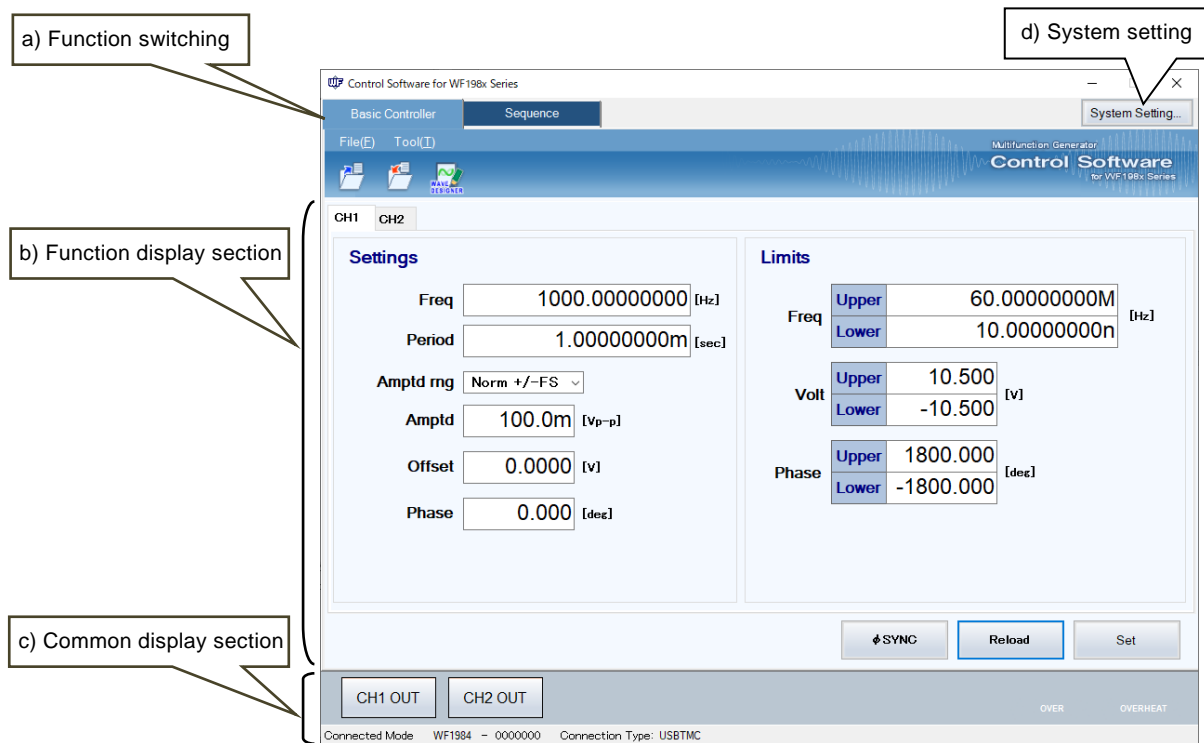 a) Function switching
d) System setting
Control Software for WF198x Series
Basic Controller
Sequence
System Setting...
File(F) Tool(T)
Multifunction Generator
Control Software
for WF198x Series
WAVE
DESIGNER
b) Function display section
CH1 CH2
Settings
Freq 1000.00000000 [Hz]
Period 1.00000000m [sec]
Amptd rng Norm +/-FS
Amptd 100.0m [Vp-p]
Offset 0.0000 [V]
Phase 0.000 [deg]
Limits
Freq
Upper 60.00000000M
Lower 10.00000000n
[Hz]
Volt
Upper 10.500
Lower -10.500
[V]
Phase
Upper 1800.000
Lower -1800.000
[deg]
ϕSYNC
Reload
Set
c) Common display section
CH1 OUT
CH2 OUT
OVER
OVERHEAT
Connected Mode WF1984 - 0000000 Connection Type: USBTMC